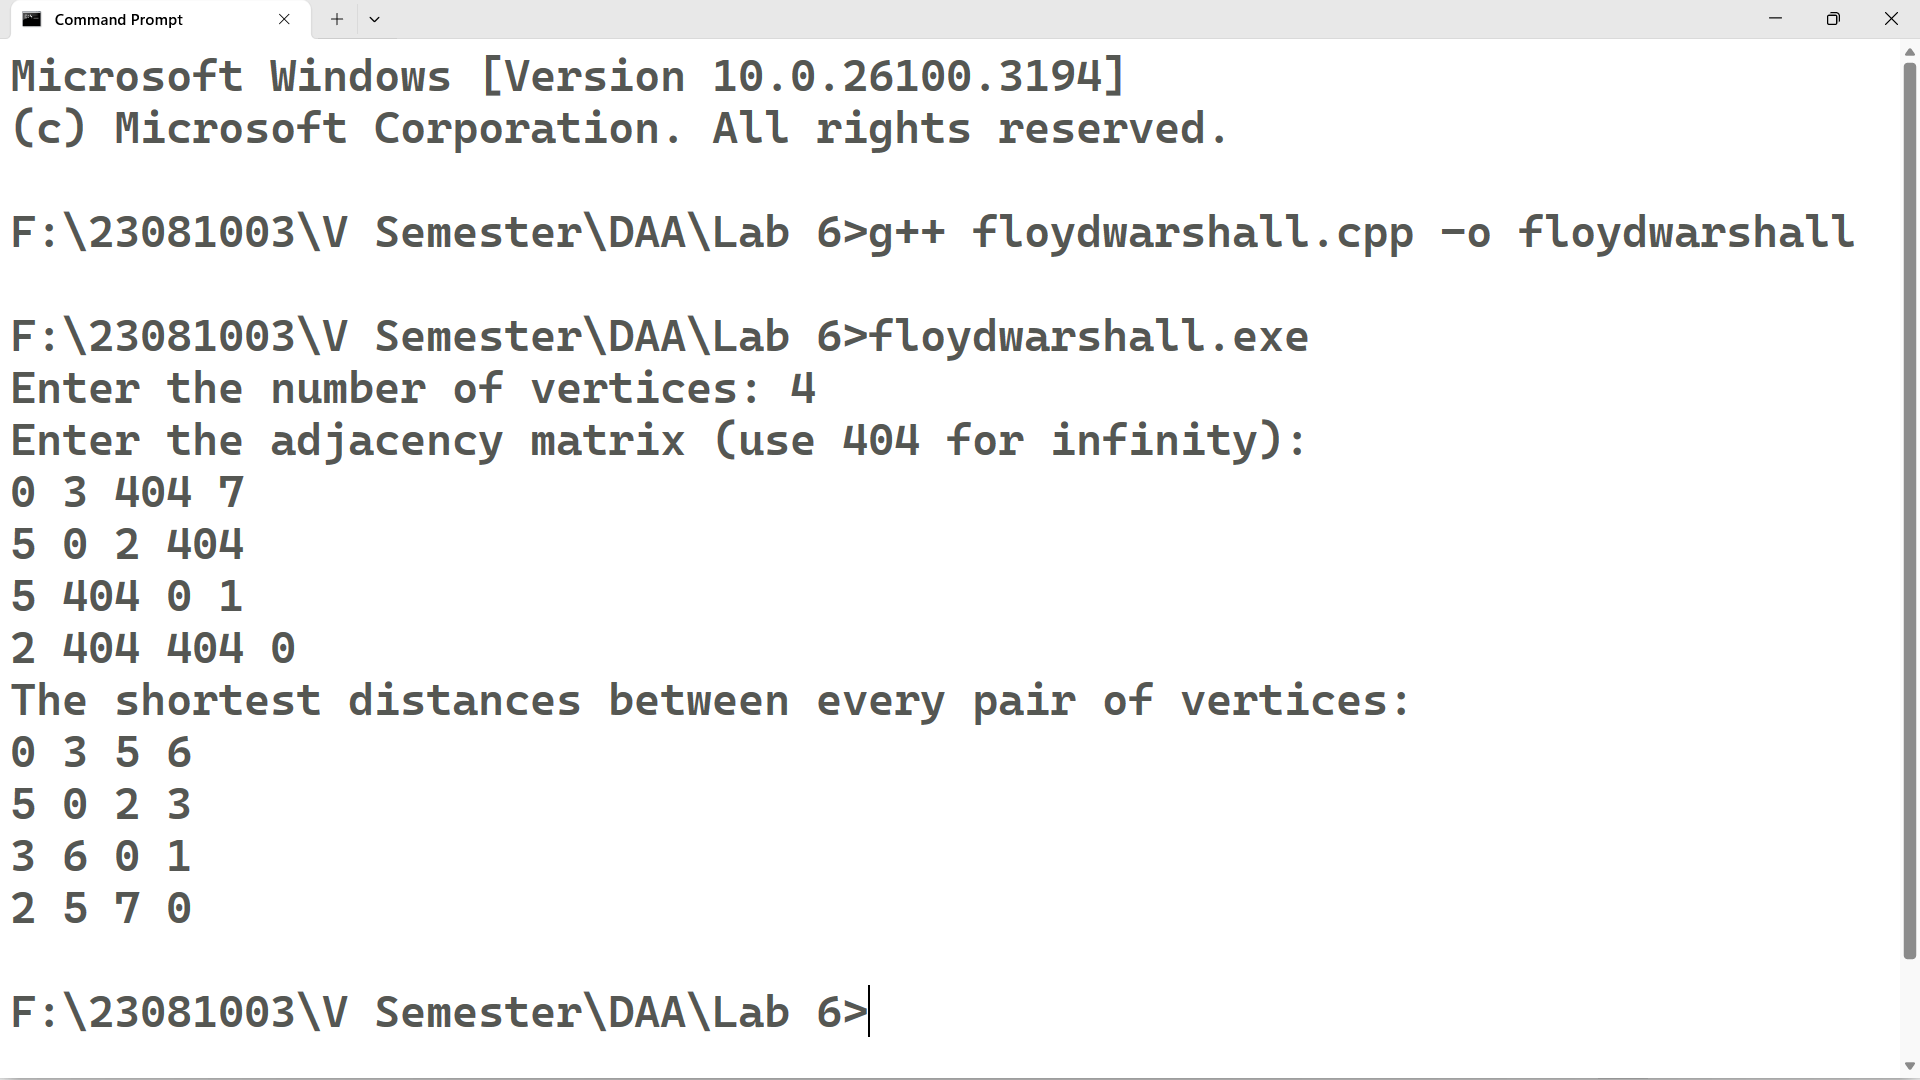 Command Prompt
Microsoft Windows [Version 10.0.26100.3194]
(c) Microsoft Corporation. All rights reserved.
F:\23081003\V Semester\DAA\Lab 6>g++ floydwarshall.cpp -o floydwarshall
F:\23081003\V Semester\DAA\Lab 6>floydwarshall.exe
Enter the number of vertices: 4
Enter the adjacency matrix (use 404 for infinity):
0 3 404 7
5 0 2 404
5 404 0 1
2 404 404 0
The shortest distances between every pair of vertices:
0 3 5 6
5 0 2 3
3 6 0 1
2 5 7 0
F:\23081003\V Semester\DAA\Lab 6>